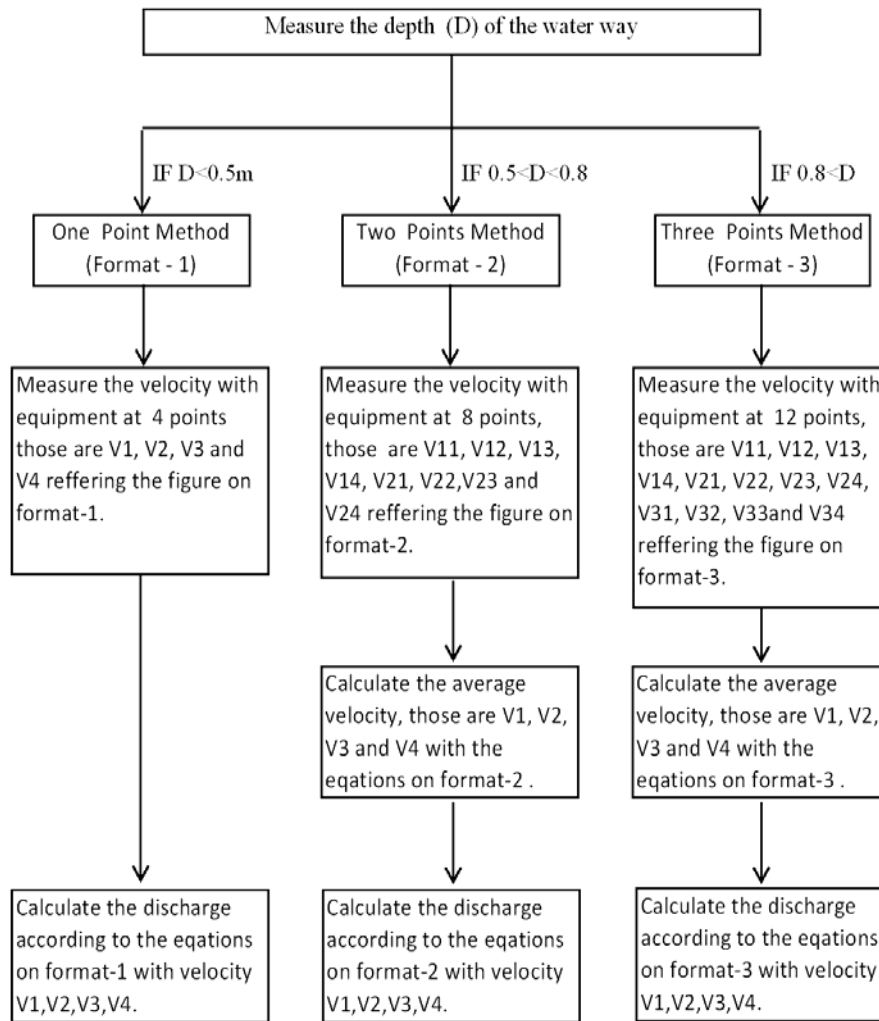 Measure the depth (D) of the water way
IF D<0.5m
IF 0.5<D<0.8
IF 0.8<D
One Point Method
(Format - 1)
Two Points Method
(Format - 2)
Three Points Method
(Format - 3)
Measure the velocity with
equipment at 4 points
those are V1, V2, V3 and
V4 reffering the figure on
format-1.
Measure the velocity with
equipment at 8 points,
those are V11, V12, V13,
V14, V21, V22,V23 and
V24 reffering the figure on
format-2.
Measure the velocity with
equipment at 12 points,
those are V11, V12, V13,
V14, V21, V22, V23, V24,
V31, V32, V33and V34
reffering the figure on
format-3.
Calculate the average
velocity, those are V1, V2,
V3 and V4 with the
eqations on format-2 .
Calculate the average
velocity, those are V1, V2,
V3 and V4 with the
eqations on format-3 .
Calculate the discharge
according to the eqations
on format-1 with velocity
V1,V2,V3,V4.
Calculate the discharge
according to the eqations
on format-2 with velocity
V1,V2,V3,V4.
Calculate the discharge
according to the eqations
on format-3 with velocity
V1,V2,V3,V4.